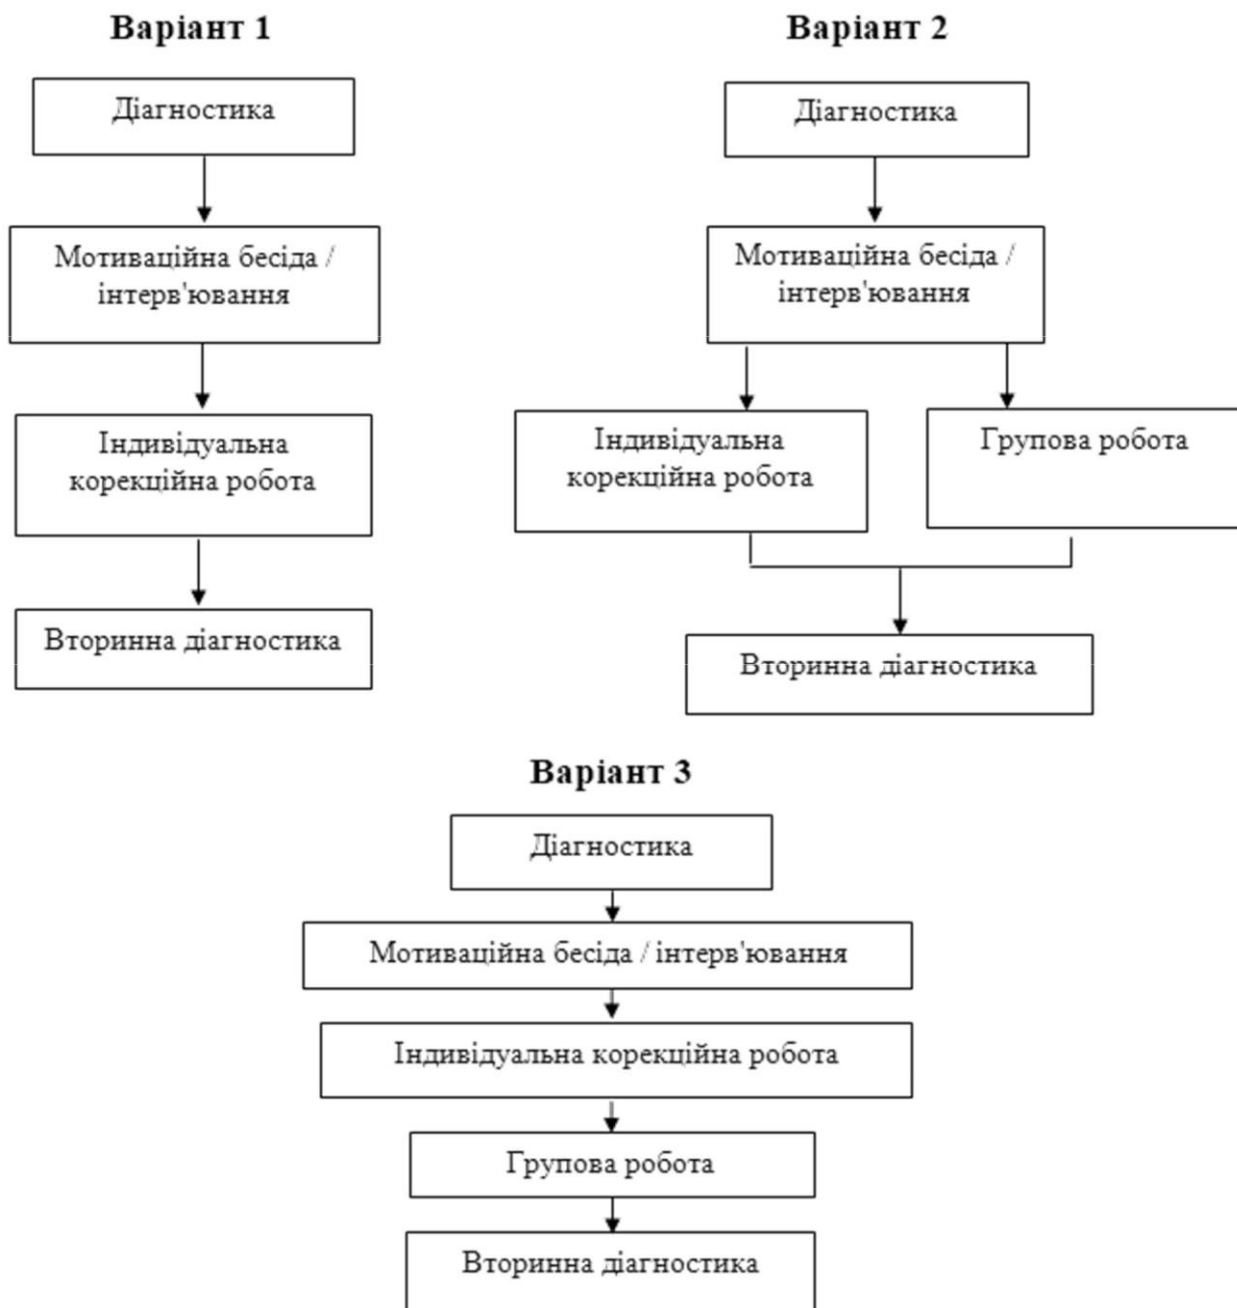 Варіант 1
Діагностика
Мотиваційна бесіда /
інтерв'ювання
Індивідуальна
корекційна робота
Вторинна діагностика
Варіант 2
Діагностика
Мотиваційна бесіда /
інтерв'ювання
Індивідуальна
корекційна робота
Групова робота
Вторинна діагностика
Варіант 3
Діагностика
Мотиваційна бесіда / інтерв'ювання
Індивідуальна корекційна робота
Групова робота
Вторинна діагностика